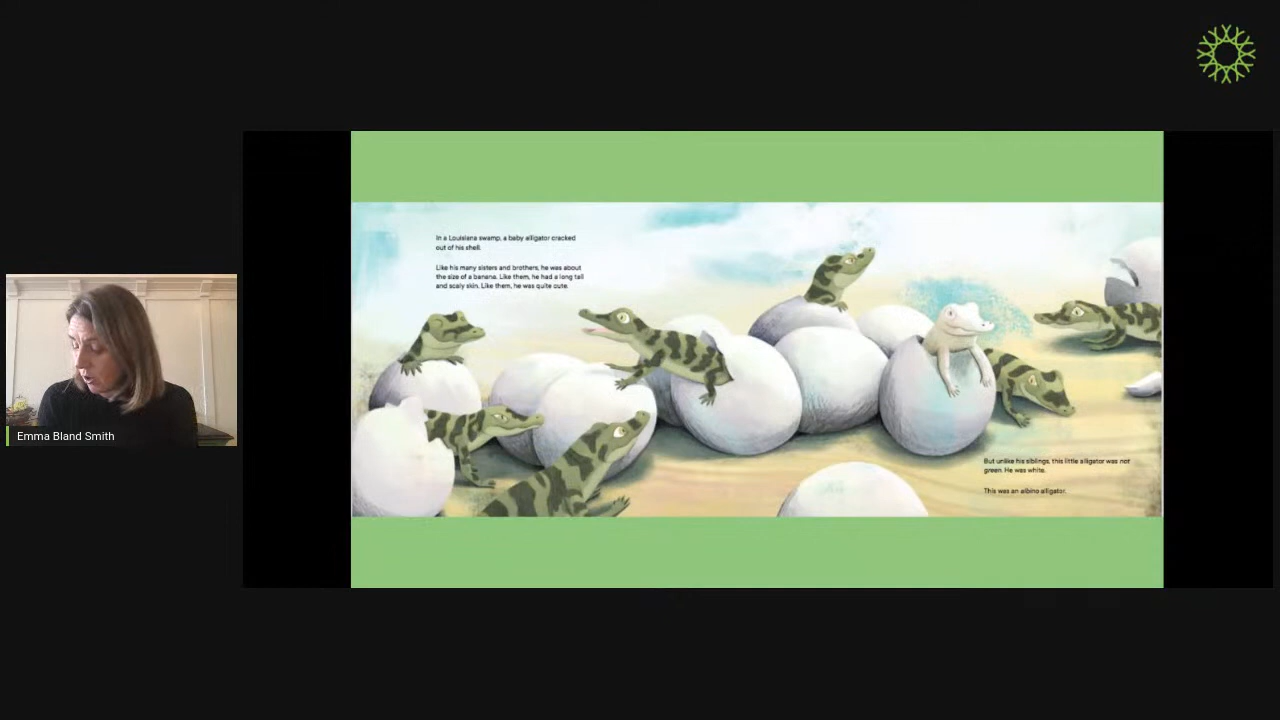 In a Louisiana swamp, a baby alligator cracked
out of his shell.
Like his many sisters and brothers, he was about
the size of a banana. Like them, he had a long tail
and scaly skin. Like them, he was quite cute.
Emma Bland Smith
But unlike his siblings, this little alligator was not
green. He was white.
This was an albino alligator.